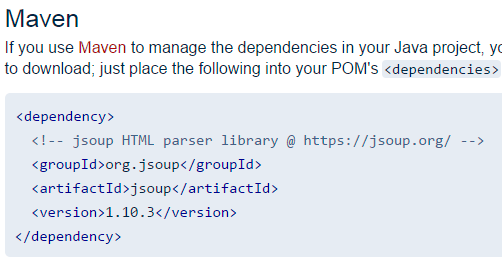 Maven
If you use Maven to manage the dependencies in your Java project,
to download; just place the following into your POM's <dependencies>
<dependency>
<!-- jsoup HTML parser library @ https://jsoup.org/ -->
<groupId>org.jsoup</groupId>
<artifactId>jsoup</artifactId>
<version>1.10.3</version>
</dependency>